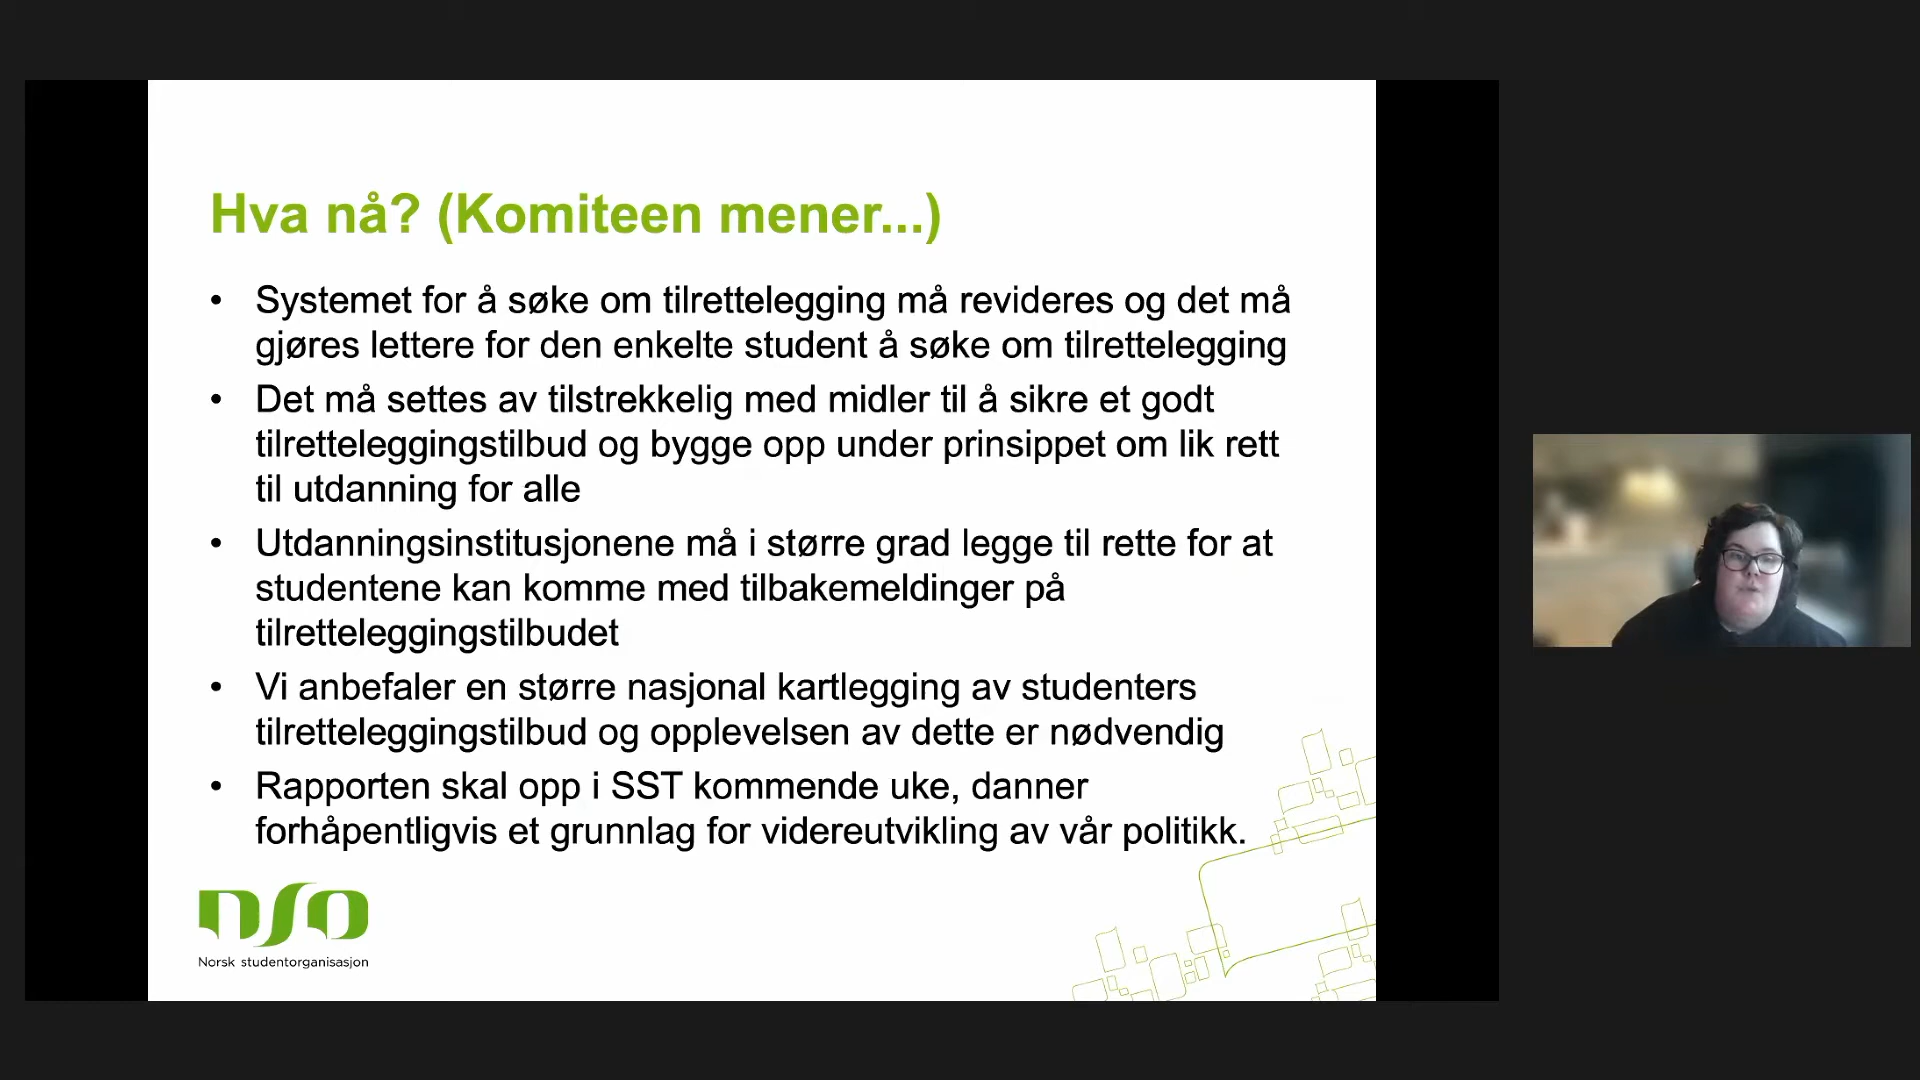 Hva nå? (Komiteen mener...)
• Systemet for å søke om tilrettelegging må revideres og det må
gjøres lettere for den enkelte student å søke om tilrettelegging
• Det må settes av tilstrekkelig med midler til å sikre et godt
tilretteleggingstilbud og bygge opp under prinsippet om lik rett
til utdanning for alle
• Utdanningsinstitusjonene må i større grad legge til rette for at
studentene kan komme med tilbakemeldinger på
tilretteleggingstilbudet
• Vi anbefaler en større nasjonal kartlegging av studenters
tilretteleggingstilbud og opplevelsen av dette er nødvendig
• Rapporten skal opp i SST kommende uke, danner
forhåpentligvis et grunnlag for videreutvikling av vår politikk.
nso
Norsk studentorganisasjon